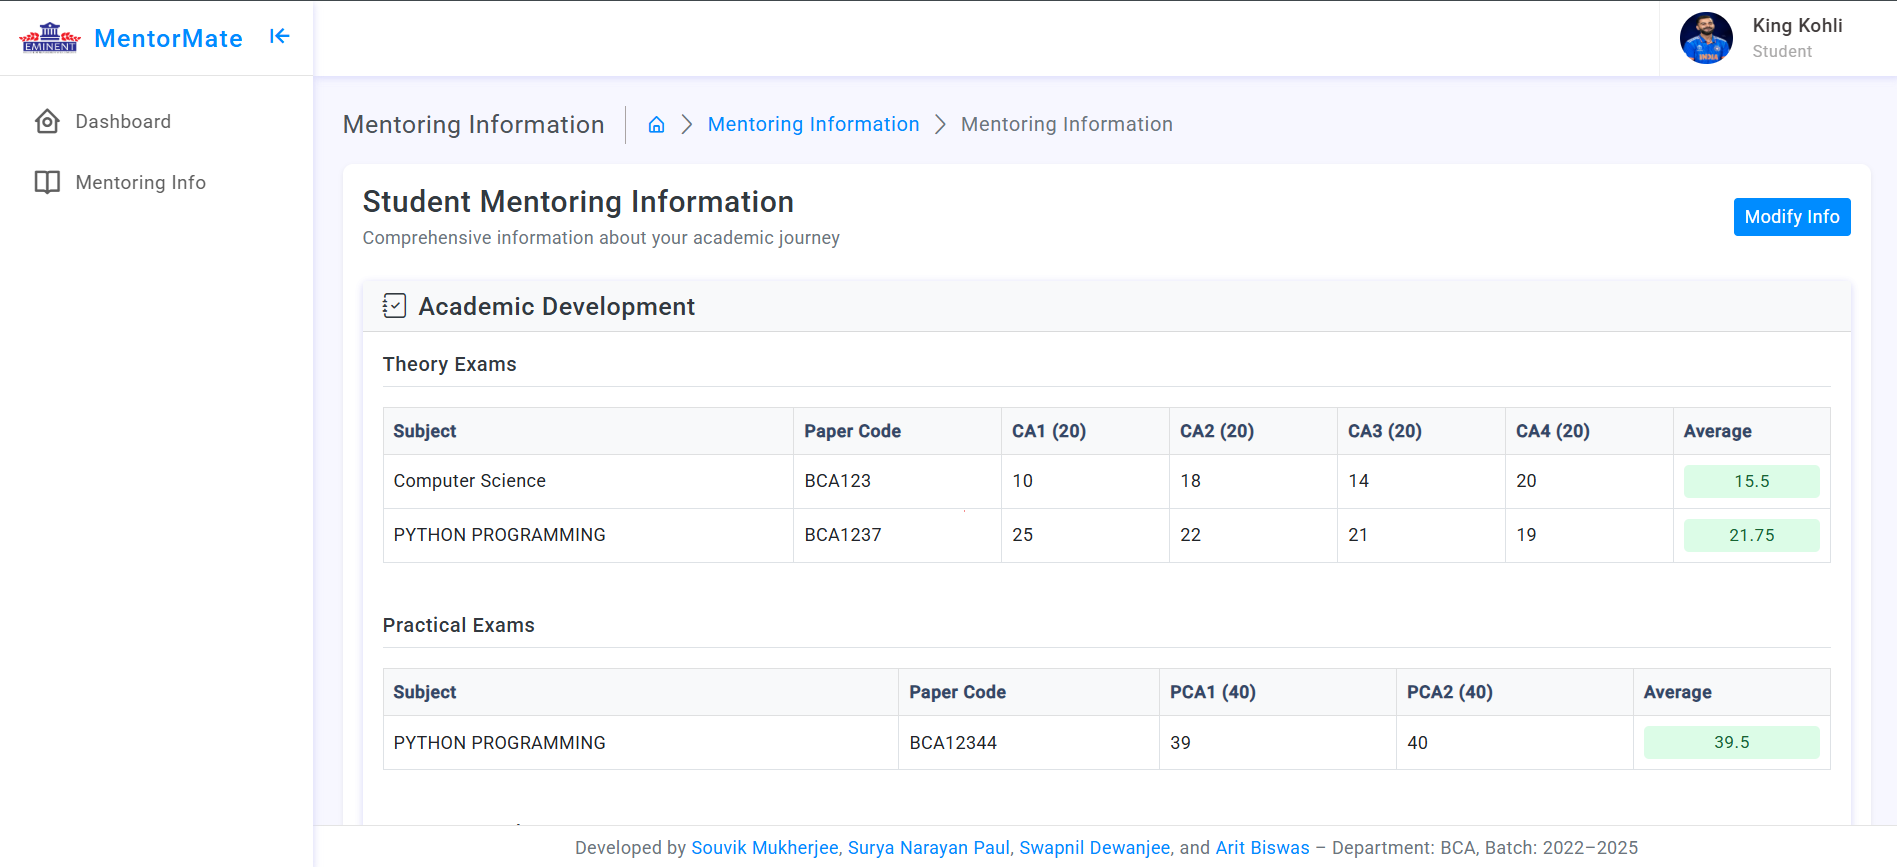 EMINENT
MentorMate
King Kohli
Student
Dashboard
Mentoring Info
Mentoring Information
Mentoring Information
Mentoring Information
Student Mentoring Information
Comprehensive information about your academic journey
Modify Info
Academic Development
Theory Exams
Subject Paper Code CA1 (20) CA2 (20) CA3 (20) CA4 (20) Average
Computer Science BCA123 10 18 14 20 15.5
PYTHON PROGRAMMING BCA1237 25 22 21 19 21.75
Practical Exams
Subject Paper Code PCA1 (40) PCA2 (40) Average
PYTHON PROGRAMMING BCA12344 39 40 39.5
Developed by Souvik Mukherjee, Surya Narayan Paul, Swapnil Dewanjee, and Arit Biswas – Department: BCA, Batch: 2022–2025